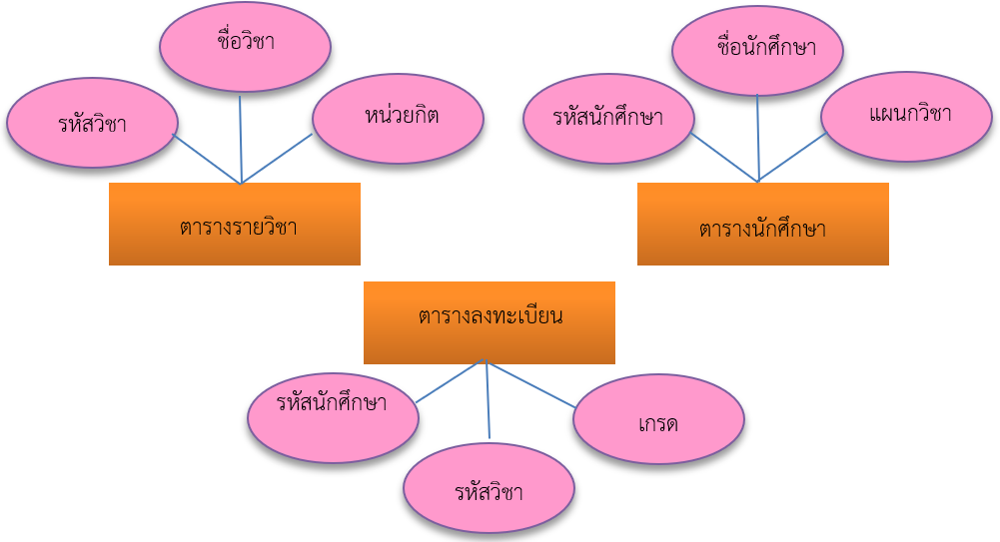 ชื่อวิชา
รหัสวิชา
หน่วยกิต
ตารางรายวิชา
ชื่อนักศึกษา
รหัสนักศึกษา
แผนกวิชา
ตารางนักศึกษา
ตารางลงทะเบียน
รหัสนักศึกษา
รหัสวิชา
เกรด